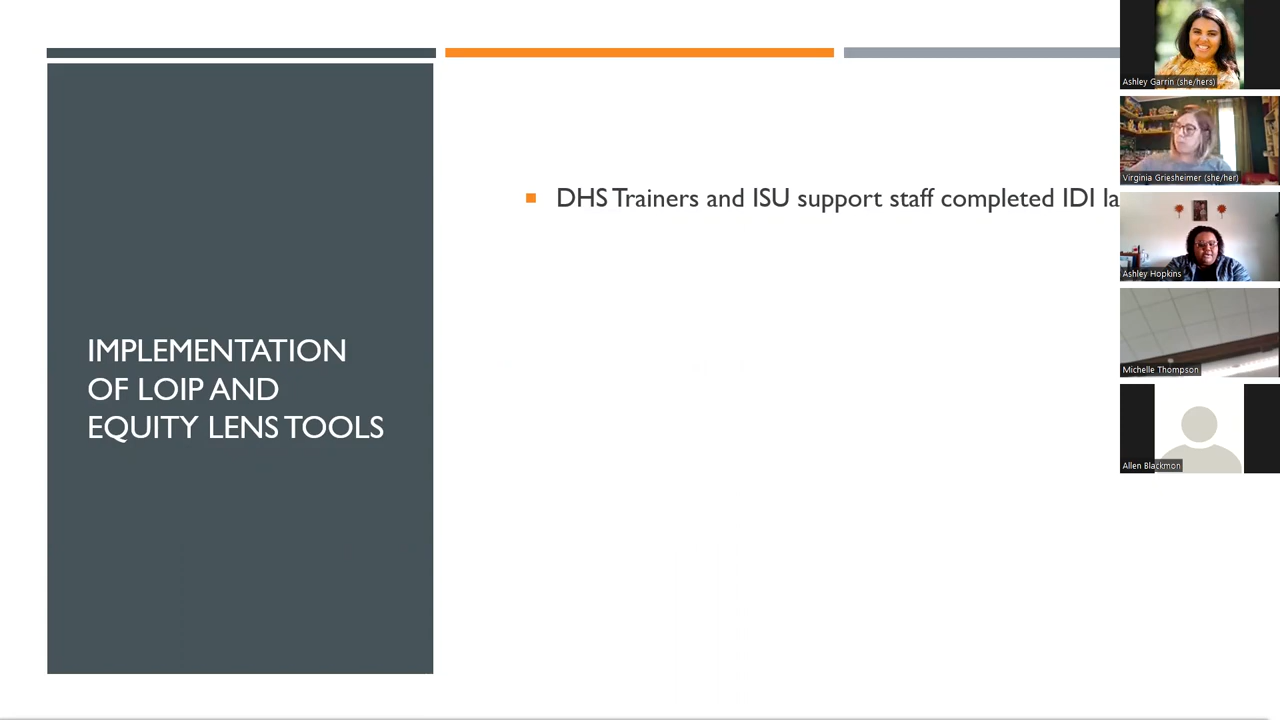 IMPLEMENTATION
OF LOIP AND
EQUITY LENS TOOLS
DHS Trainers and ISU support staff completed IDI la
Ashley Garrin (she/hers)
Virginia Griesheimer (she/her)
Ashley Hopkins
Michelle Thompson
Allen Blackmon